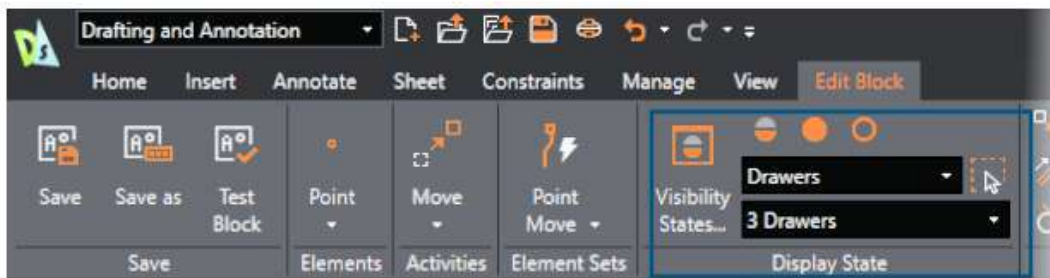 DS
Drafting and Annotation
Home Insert Annotate Sheet Constraints Manage View Edit Block
Save Save as Test Block Point Move Point Move Visibility States... Drawers
3 Drawers
Save Elements Activities Element Sets Display State